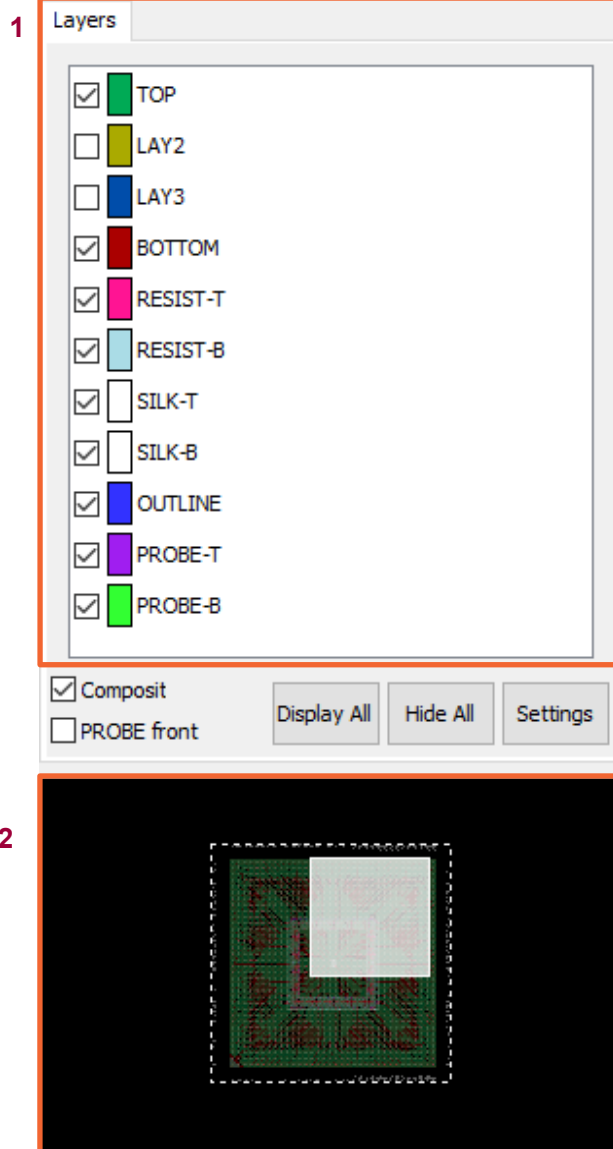 1
Layers
TOP
LAY2
LAY3
BOTTOM
RESIST-T
RESIST-B
SILK-T
SILK-B
OUTLINE
PROBE-T
PROBE-B
Composit
PROBE front
Display All
Hide All
Settings
2